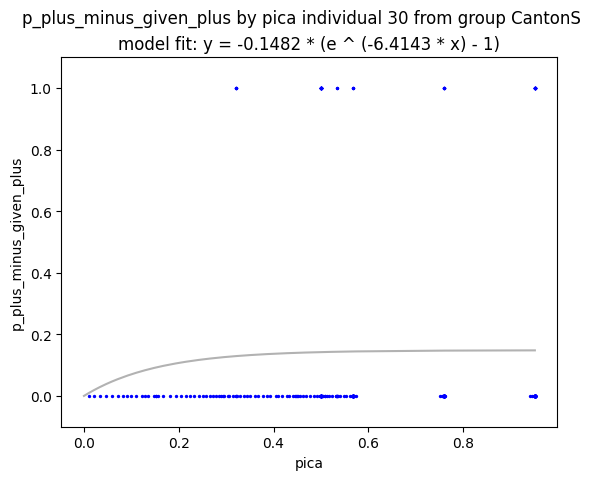 p_plus_minus_given_plus by pica individual 30 from group CantonS
model fit: y = -0.1482 * (e ^ (-6.4143 * x) - 1)
p_plus_minus_given_plus
1.0
0.8
0.6
0.4
0.2
0.0
0.0 0.2 0.4 0.6 0.8
pica